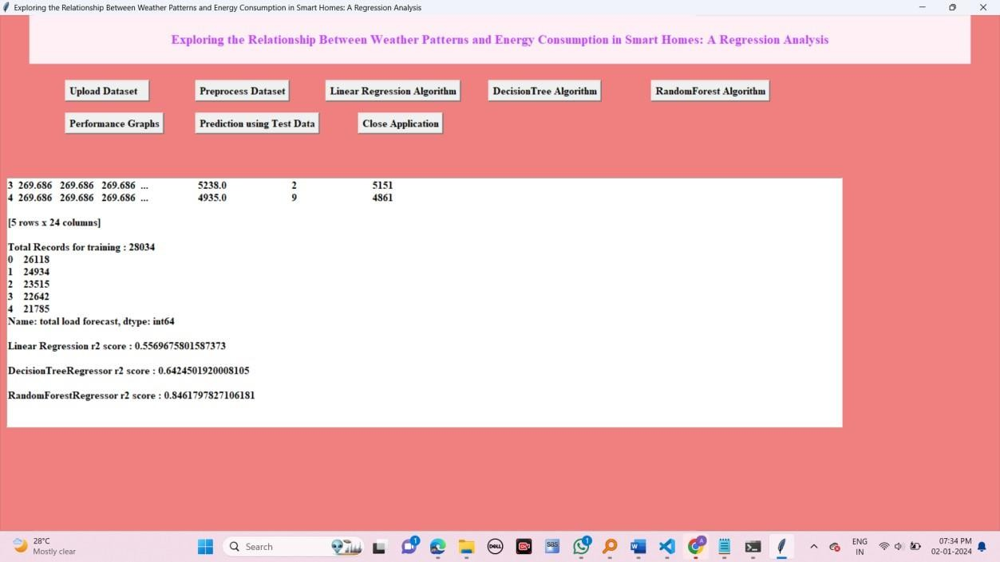 Exploring the Relationship Between Weather Patterns and Energy Consumption in Smart Homes: A Regression Analysis
Exploring the Relationship Between Weather Patterns and Energy Consumption in Smart Homes: A Regression Analysis
Upload Dataset Preprocess Dataset Linear Regression Algorithm DecisionTree Algorithm RandomForest Algorithm
Performance Graphs Prediction using Test Data Close Application
3 269.686 269.686 269.686 ... 5238.0 2 5151
4 269.686 269.686 269.686 ... 4935.0 9 4861
[5 rows x 24 columns]
Total Records for training : 28034
0 26118
1 24934
2 23515
3 22642
4 21785
Name: total load forecast, dtype: int64
Linear Regression r2 score : 0.5569675801587373
DecisionTreeRegressor r2 score : 0.6424501920008105
RandomForestRegressor r2 score : 0.8461797827106181
28°C
Mostly clear
Search
1
DELL
SBS
1
W
A
ENG
IN
07:34 PM
02-01-2024